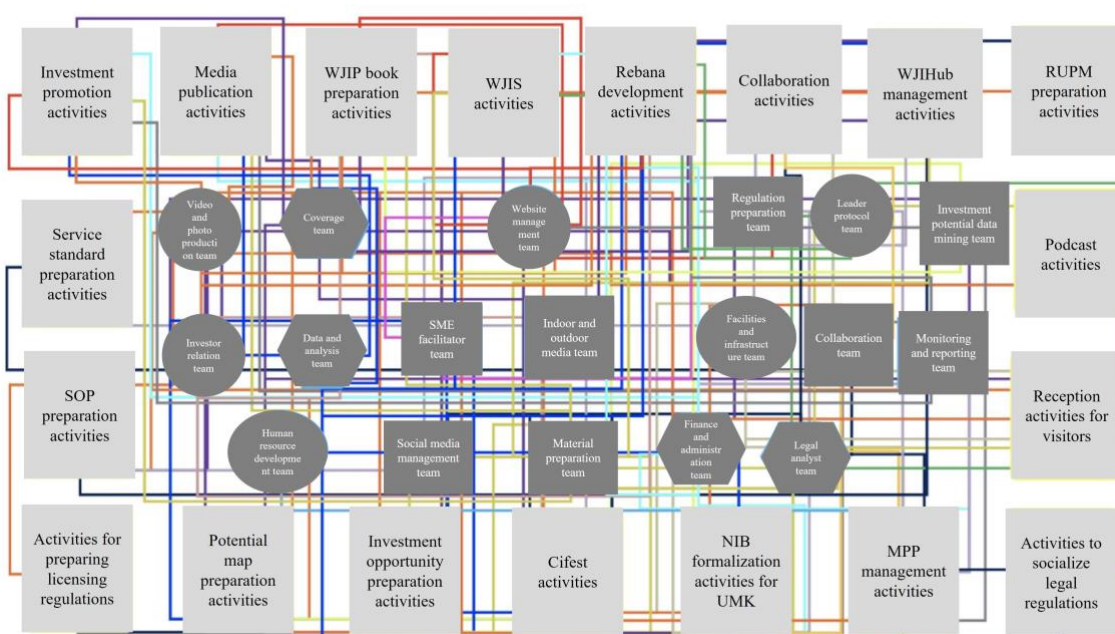 Investment
promotion
activities
Media
publication
activities
WJIP book
preparation
activities
WJIS
activities
Rebana
development
activities
Collaboration
activities
WJIHub
management
activities
RUPM
preparation
activities
Service
standard
preparation
activities
Video
and
photo
producti
on team
Coverage
team
Website
manage
ment
team
Regulation
preparation
team
Leader
protocol
team
Investment
potential data
mining team
Podcast
activities
Investor
relation
team
Data and
analysis team
SME
facilitator
team
Indoor and
outdoor
media team
Facilities
and
infrastruct
ure team
Collaboration
team
Monitoring
and reporting
team
SOP
preparation
activities
Human
resource
developme
nt team
Social media
management
team
Material
preparation
team
Finance
and
administr
ation
team
Legal
analyst
team
Reception
activities for
visitors
Activities for
preparing
licensing
regulations
Potential
map
preparation
activities
Investment
opportunity
preparation
activities
Cifest
activities
NIB
formalization
activities for
UMK
MPP
management
activities
Activities to
socialize
legal
regulations